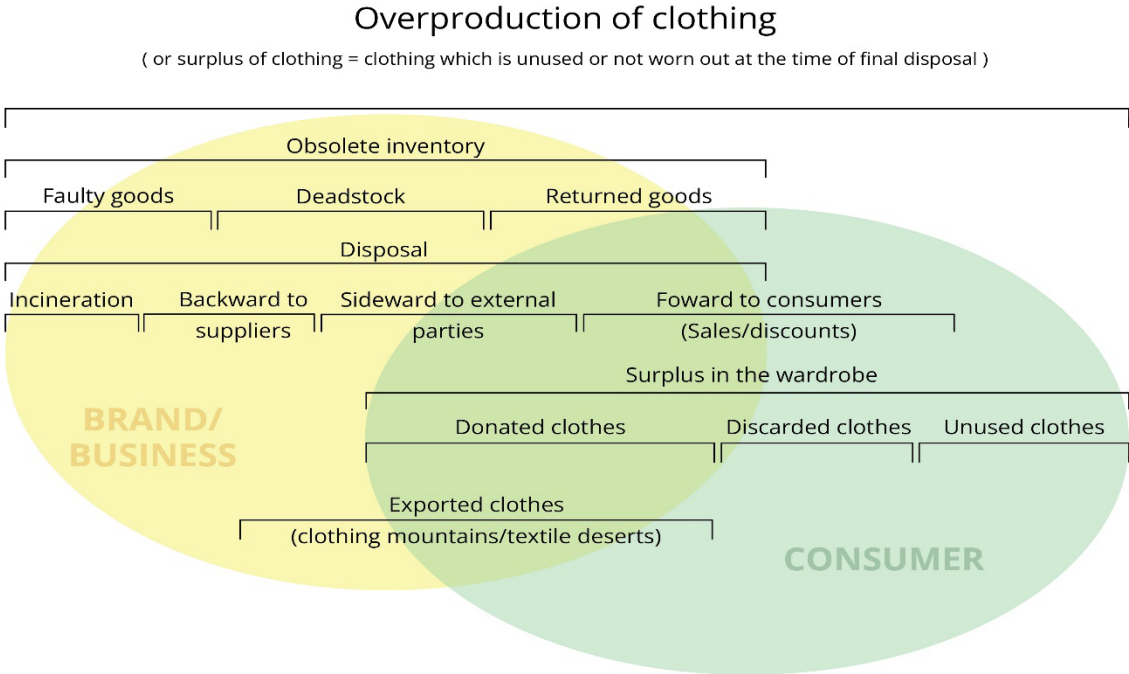 Overproduction of clothing
( or surplus of clothing = clothing which is unused or not worn out at the time of final disposal )
Obsolete inventory
Faulty goods
Deadstock
Returned goods
Disposal
Incineration
Backward to
suppliers
Sideward to external
parties
Foward to consumers
(Sales/discounts)
Surplus in the wardrobe
BRAND/
BUSINESS
Donated clothes
Discarded clothes
Unused clothes
Exported clothes
(clothing mountains/textile deserts)
CONSUMER